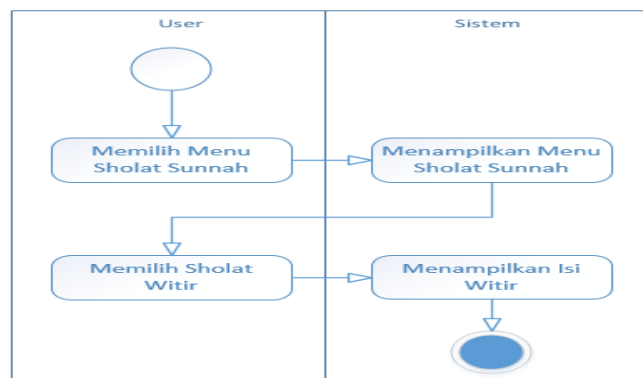 User
Sistem
Memilih Menu
Sholat Sunnah
Menampilkan Menu
Sholat Sunnah
Memilih Sholat
Witir
Menampilkan Isi
Witir